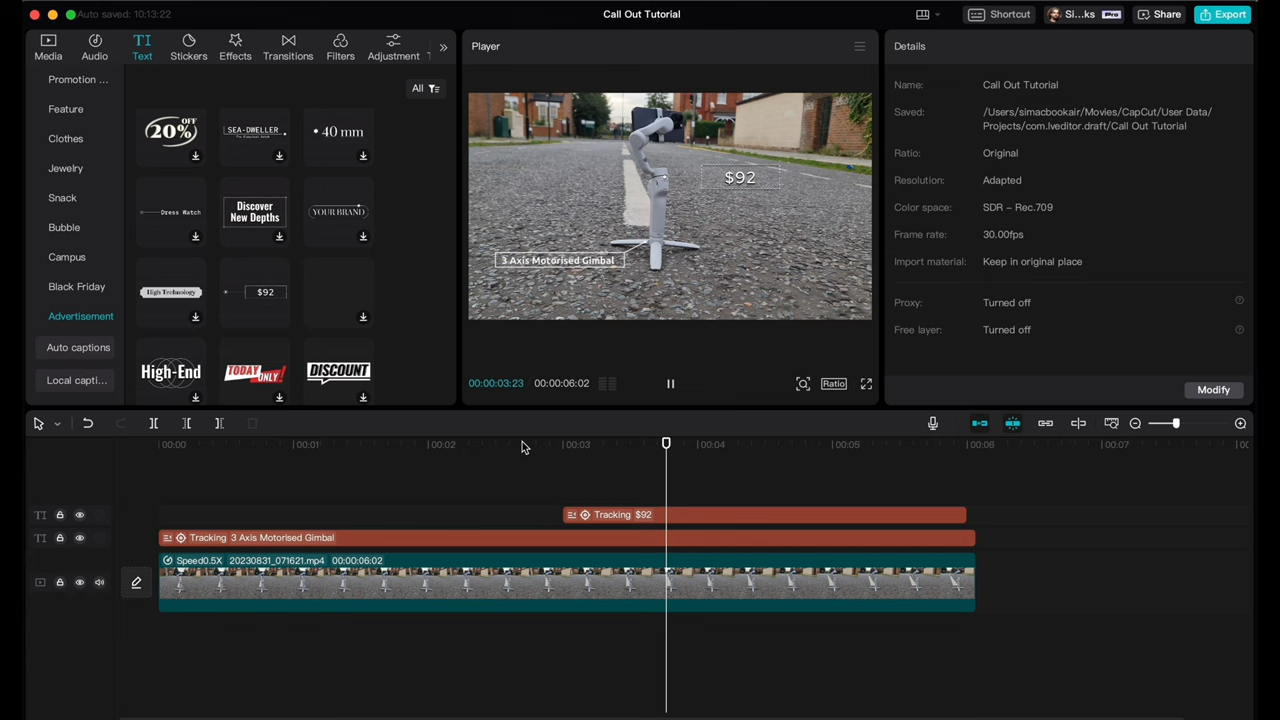 Auto saved: 10:13:22
Call Out Tutorial
Shortcut
Si...ks
Pro
Share
Export
Media
Audio
TI
Text
Stickers
Effects
Transitions
Filters
Adjustment
Player
Details
Promotion ...
Feature
Clothes
Jewelry
Snack
Bubble
Campus
Black Friday
Advertisement
Auto captions
Local capti...
All
20% OFF
SEA-DWELLER
40 mm
Dress Watch
Discover
New Depths
YOUR BRAND
High Technology
$92
High-End
TODAY
ONLY!
DISCOUNT
$92
3 Axis Motorised Gimbal
00:00:03:23
00:00:06:02
Ratio
Name:
Call Out Tutorial
Saved:
/Users/simacbookair/Movies/CapCut/User Data/
Projects/com.lveditor.draft/Call Out Tutorial
Ratio:
Original
Resolution:
Adapted
Color space:
SDR – Rec.709
Frame rate:
30.00fps
Import material:
Keep in original place
Proxy:
Turned off
Free layer:
Turned off
Modify
00:00
00:01
00:02
00:03
00:04
00:05
00:06
00:07
TI
Tracking $92
TI
Tracking 3 Axis Motorised Gimbal
Speed0.5X 20230831_071621.mp4 00:00:06:02